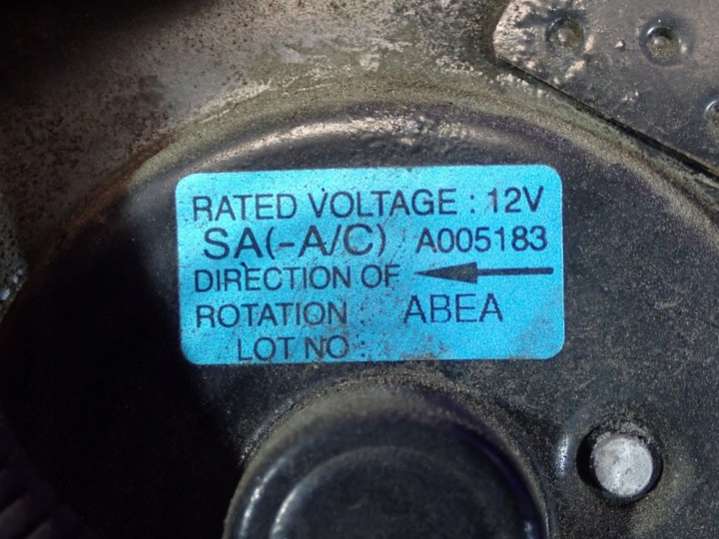 RATED VOLTAGE : 12V
SA(-A/C) A005183
DIRECTION OF
ROTATION : ABEA
LOT NO :